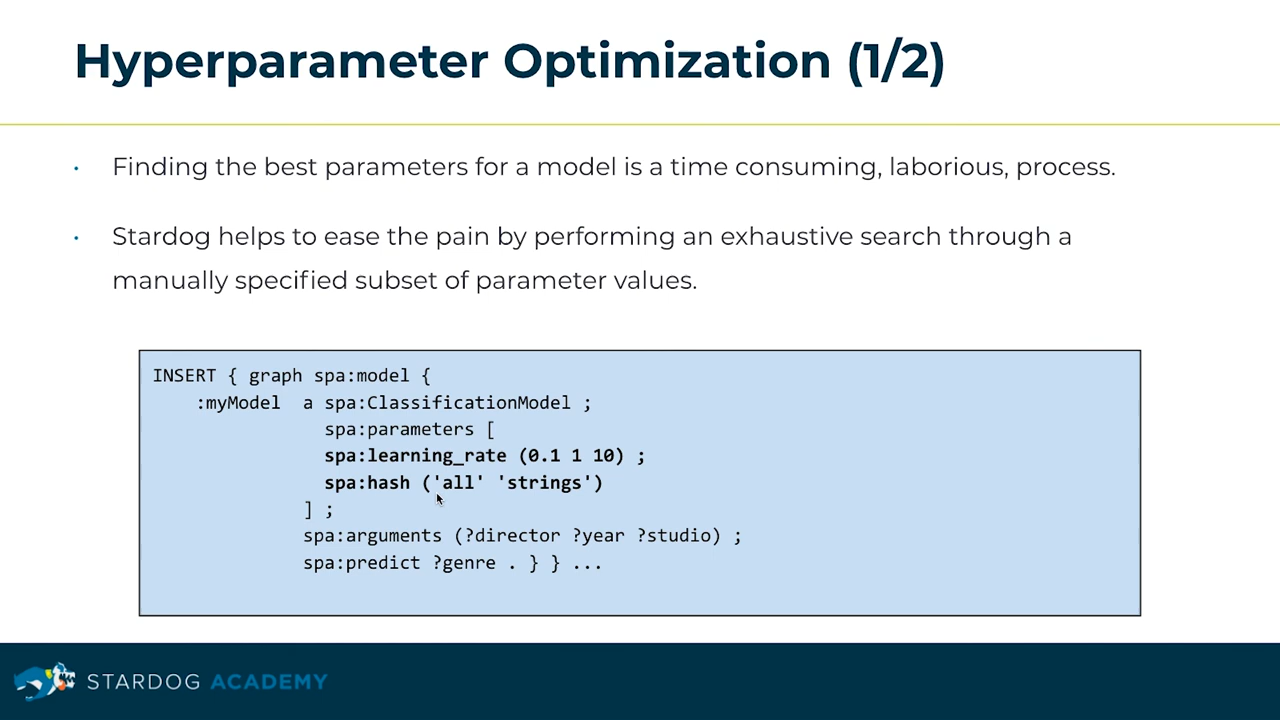 Hyperparameter Optimization (1/2)
· Finding the best parameters for a model is a time consuming, laborious, process.
· Stardog helps to ease the pain by performing an exhaustive search through a
manually specified subset of parameter values.
INSERT { graph spa:model {
:myModel a spa:ClassificationModel ;
spa:parameters [
spa:learning_rate (0.1 1 10) ;
spa:hash ('all' 'strings')
] ;
spa:arguments (?director ?year ?studio) ;
spa:predict ?genre . } } ...
STARDOG ACADEMY